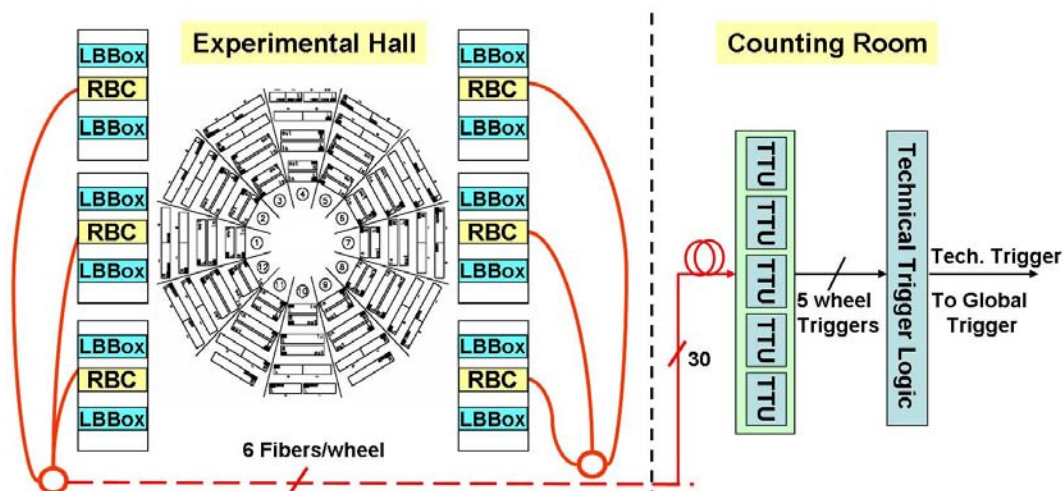 Experimental Hall
Counting Room
LBBox
RBC
LBBox
LBBox
RBC
LBBox
LBBox
RBC
LBBox
LBBox
RBC
LBBox
LBBox
RBC
LBBox
LBBox
RBC
LBBox
1
2
3
4
5
6
7
8
9
10
11
12
6 Fibers/wheel
30
TTU
TTU
TTU
TTU
TTU
5 wheel
Triggers
Technical Trigger Logic
Tech. Trigger
To Global
Trigger